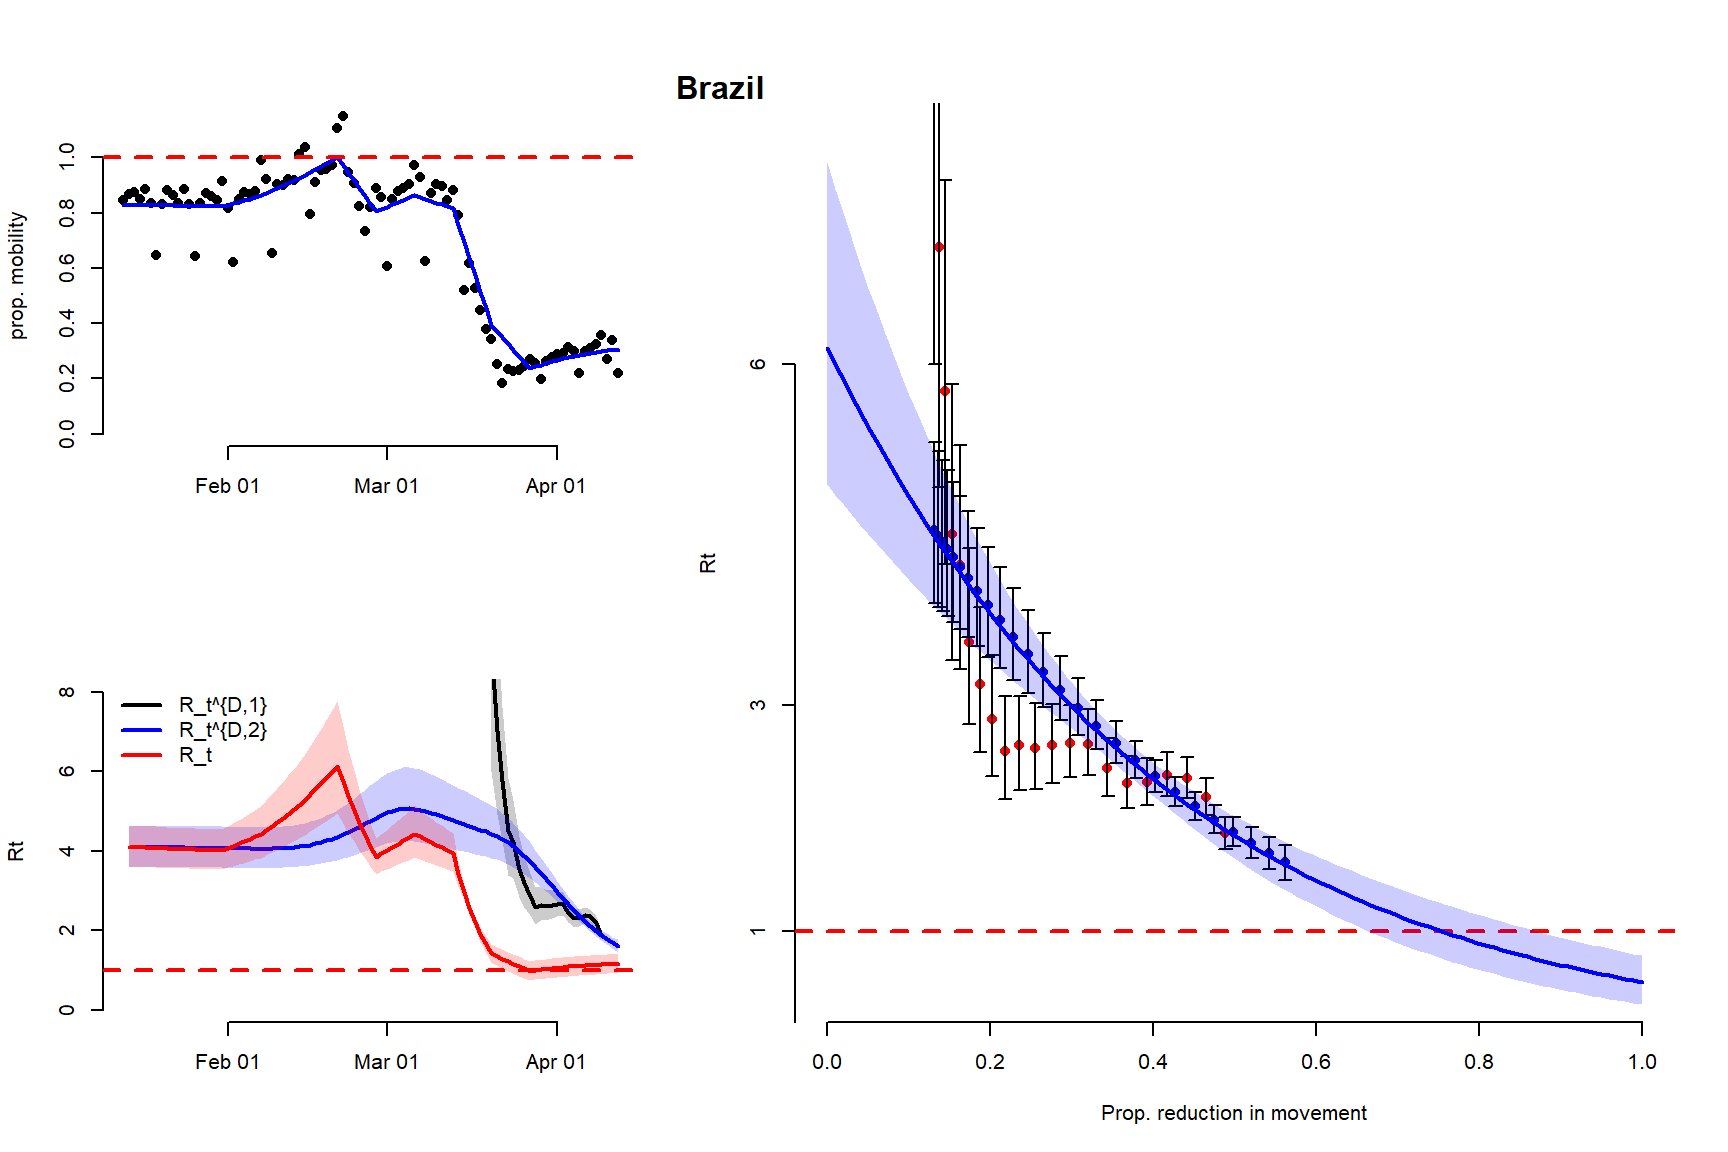 Brazil
prop. mobility
1.0
0.8
0.6
0.4
0.2
0.0
Feb 01 Mar 01 Apr 01
Rt
8
6
4
2
0
R_t^{D,1}
R_t^{D,2}
R_t
Feb 01 Mar 01 Apr 01
Rt
6
3
1
0.0 0.2 0.4 0.6 0.8 1.0
Prop. reduction in movement